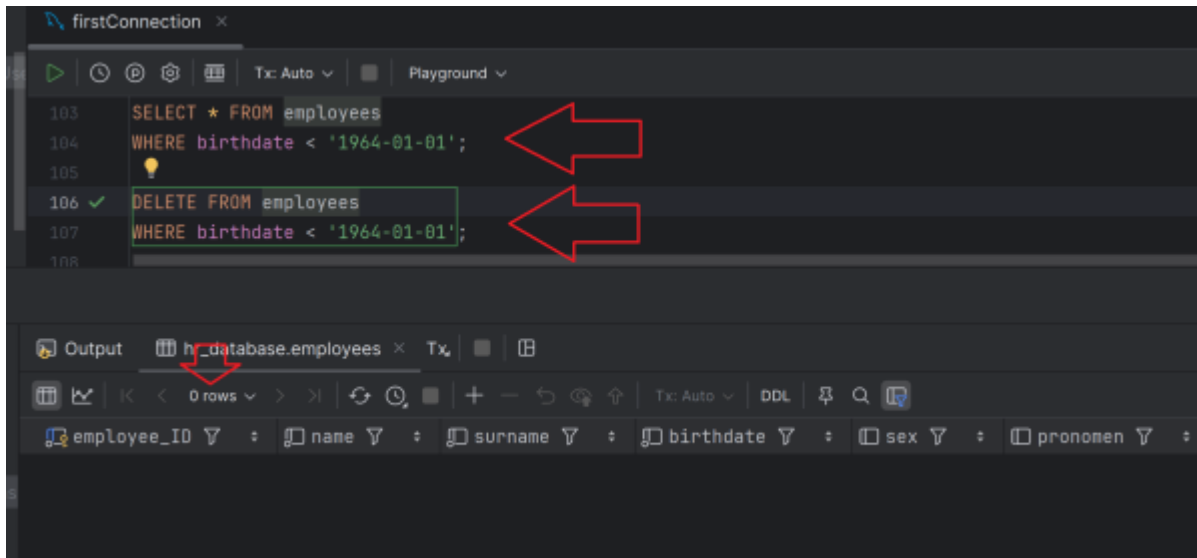 firstConnection
Tx: Auto Playground
103 SELECT * FROM employees
104 WHERE birthdate < '1964-01-01';
105
106 DELETE FROM employees
107 WHERE birthdate < '1964-01-01';
108
Output hr_database.employees Tx
0 rows Tx: Auto DDL
employee_ID name surname birthdate sex pronomen